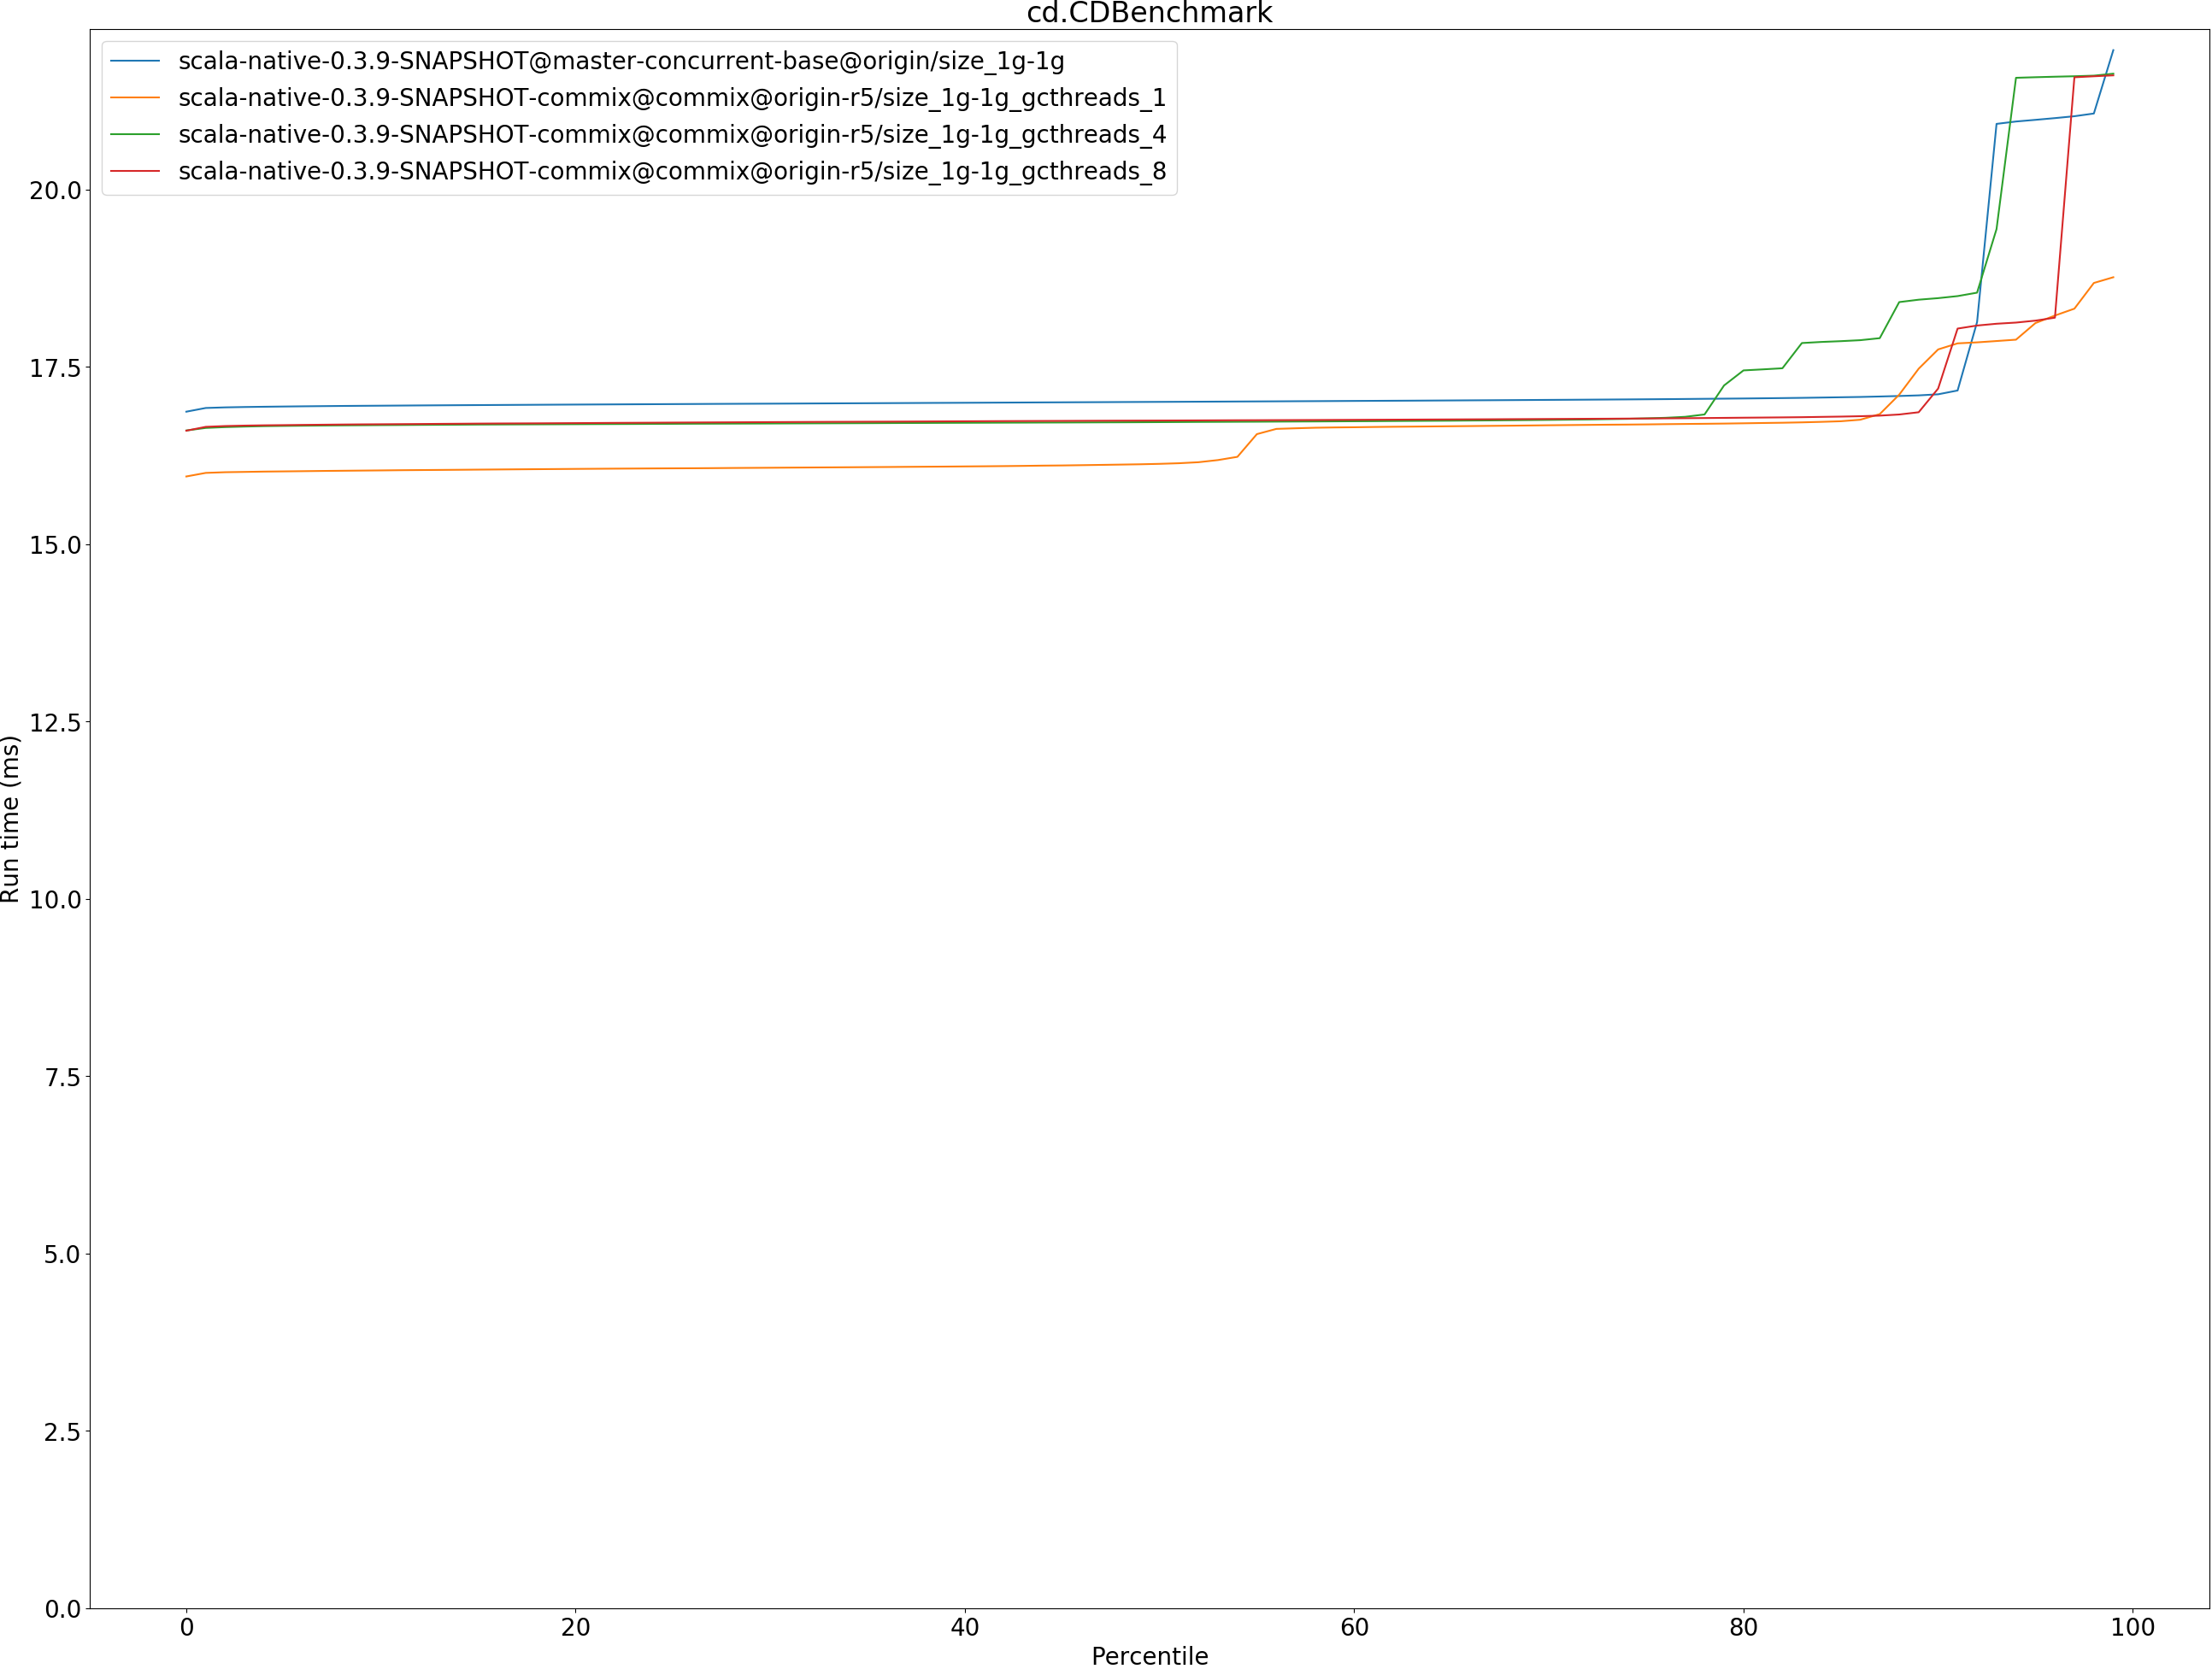 cd.CDBenchmark
scala-native-0.3.9-SNAPSHOT@master-concurrent-base@origin/size_1g-1g
scala-native-0.3.9-SNAPSHOT-commix@commix@origin-r5/size_1g-1g_gcthreads_1
scala-native-0.3.9-SNAPSHOT-commix@commix@origin-r5/size_1g-1g_gcthreads_4
scala-native-0.3.9-SNAPSHOT-commix@commix@origin-r5/size_1g-1g_gcthreads_8
20.0
17.5
15.0
12.5
10.0
7.5
5.0
2.5
0.0
Run time (ms)
0 20 40 60 80 100
Percentile